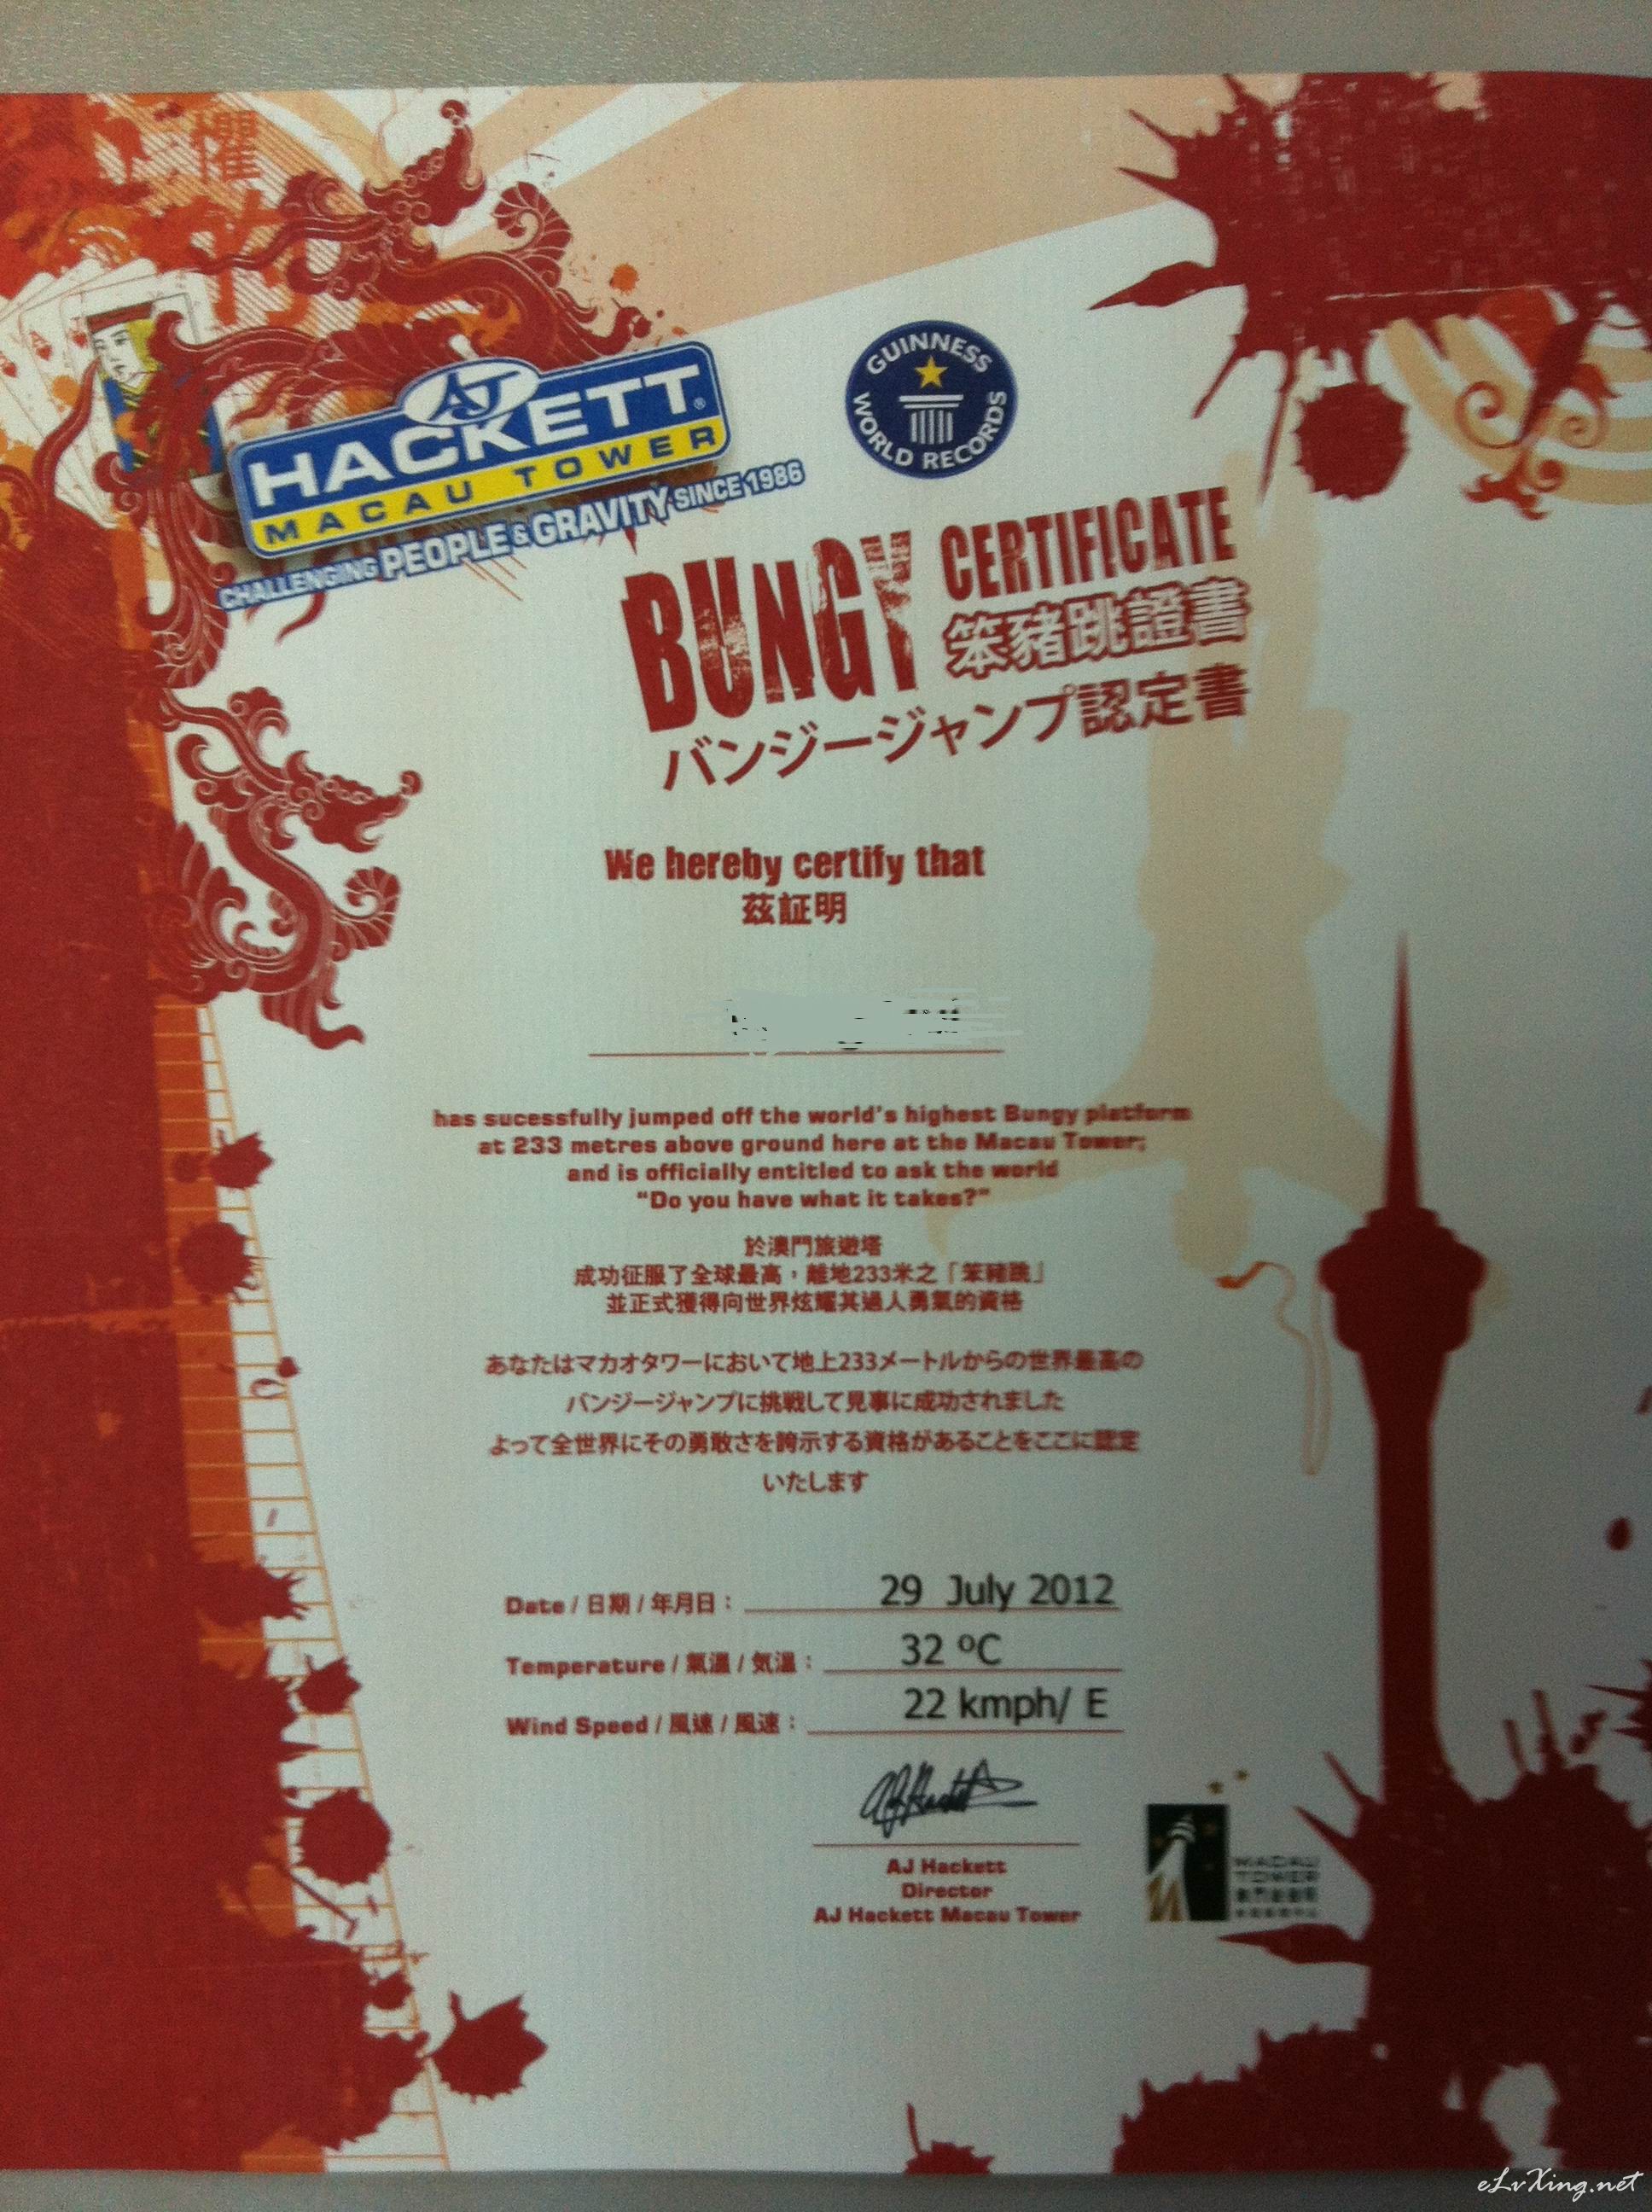 懼
AJ
HACKETT®
MACAU TOWER
CHALLENGING PEOPLE & GRAVITY SINCE 1986
GUINNESS
WORLD RECORDS
BUNGY CERTIFICATE
笨豬跳證書
バンジージャンプ認定書
We hereby certify that
茲証明
has sucessfully jumped off the world's highest Bungy platform
at 233 metres above ground here at the Macau Tower;
and is officially entitled to ask the world
"Do you have what it takes?"
於澳門旅遊塔
成功征服了全球最高，離地233米之「笨豬跳」
並正式獲得向世界炫耀其過人勇氣的資格
あなたはマカオタワーにおいて地上233メートルからの世界最高の
バンジージャンプに挑戦して見事に成功されました
よって全世界にその勇敢さを誇示する資格があることをここに認定
いたします
Date / 日期 / 年月日： 29 July 2012
Temperature / 氣溫 / 気温： 32 ºC
Wind Speed / 風速 / 風速： 22 kmph/ E
AJ Hackett
AJ Hackett
Director
AJ Hackett Macau Tower
MACAU
TOWER
eLvXing.net